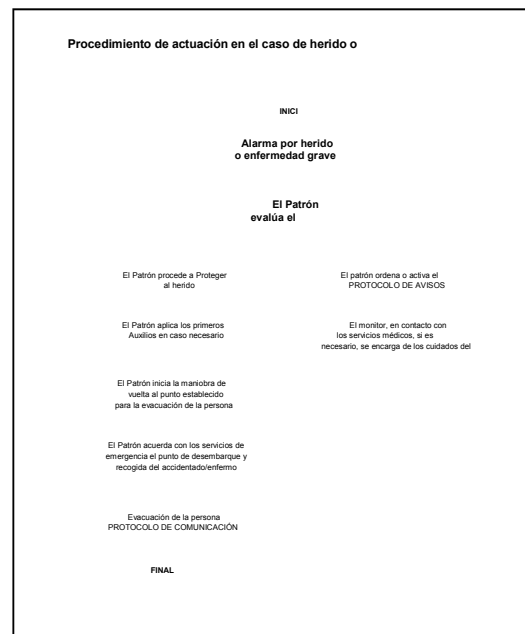 Procedimiento de actuación en el caso de herido o
INICI
Alarma por herido
o enfermedad grave
El Patrón
evalúa el
El Patrón procede a Proteger
al herido
El patrón ordena o activa el
PROTOCOLO DE AVISOS
El Patrón aplica los primeros
Auxilios en caso necesario
El monitor, en contacto con
los servicios médicos, si es
necesario, se encarga de los cuidados del
El Patrón inicia la maniobra de
vuelta al punto establecido
para la evacuación de la persona
El Patrón acuerda con los servicios de
emergencia el punto de desembarque y
recogida del accidentado/enfermo
Evacuación de la persona
PROTOCOLO DE COMUNICACIÓN
FINAL